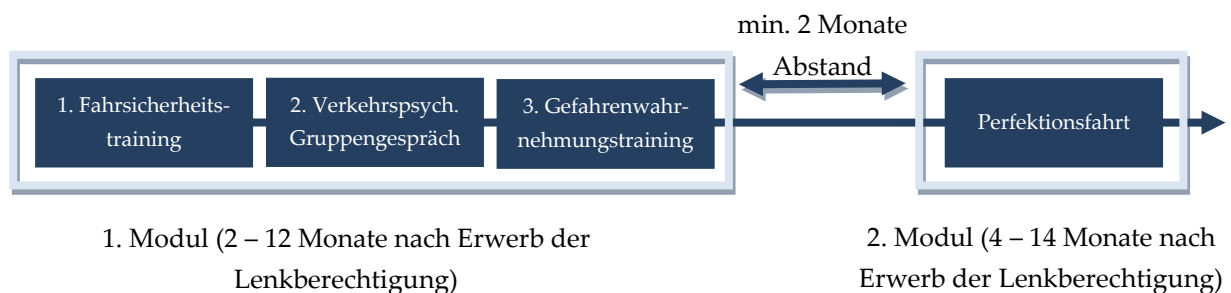 min. 2 Monate
Abstand
1. Fahrsicherheits-
training
2. Verkehrspsych.
Gruppengespräch
3. Gefahrenwahr-
nehmungstraining
Perfektionsfahrt
1. Modul (2 – 12 Monate nach Erwerb der
Lenkberechtigung)
2. Modul (4 – 14 Monate nach
Erwerb der Lenkberechtigung)